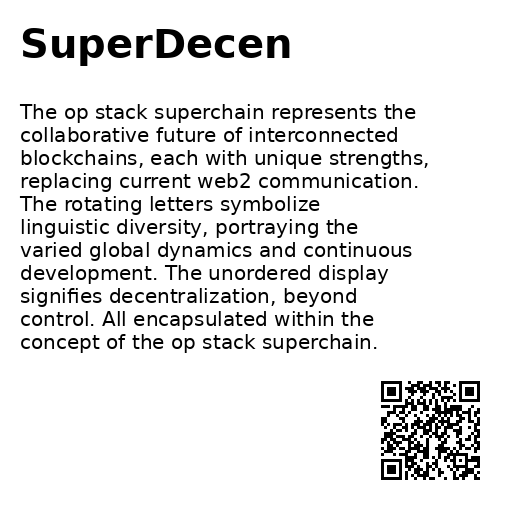 SuperDecen
The op stack superchain represents the
collaborative future of interconnected
blockchains, each with unique strengths,
replacing current web2 communication.
The rotating letters symbolize
linguistic diversity, portraying the
varied global dynamics and continuous
development. The unordered display
signifies decentralization, beyond
control. All encapsulated within the
concept of the op stack superchain.